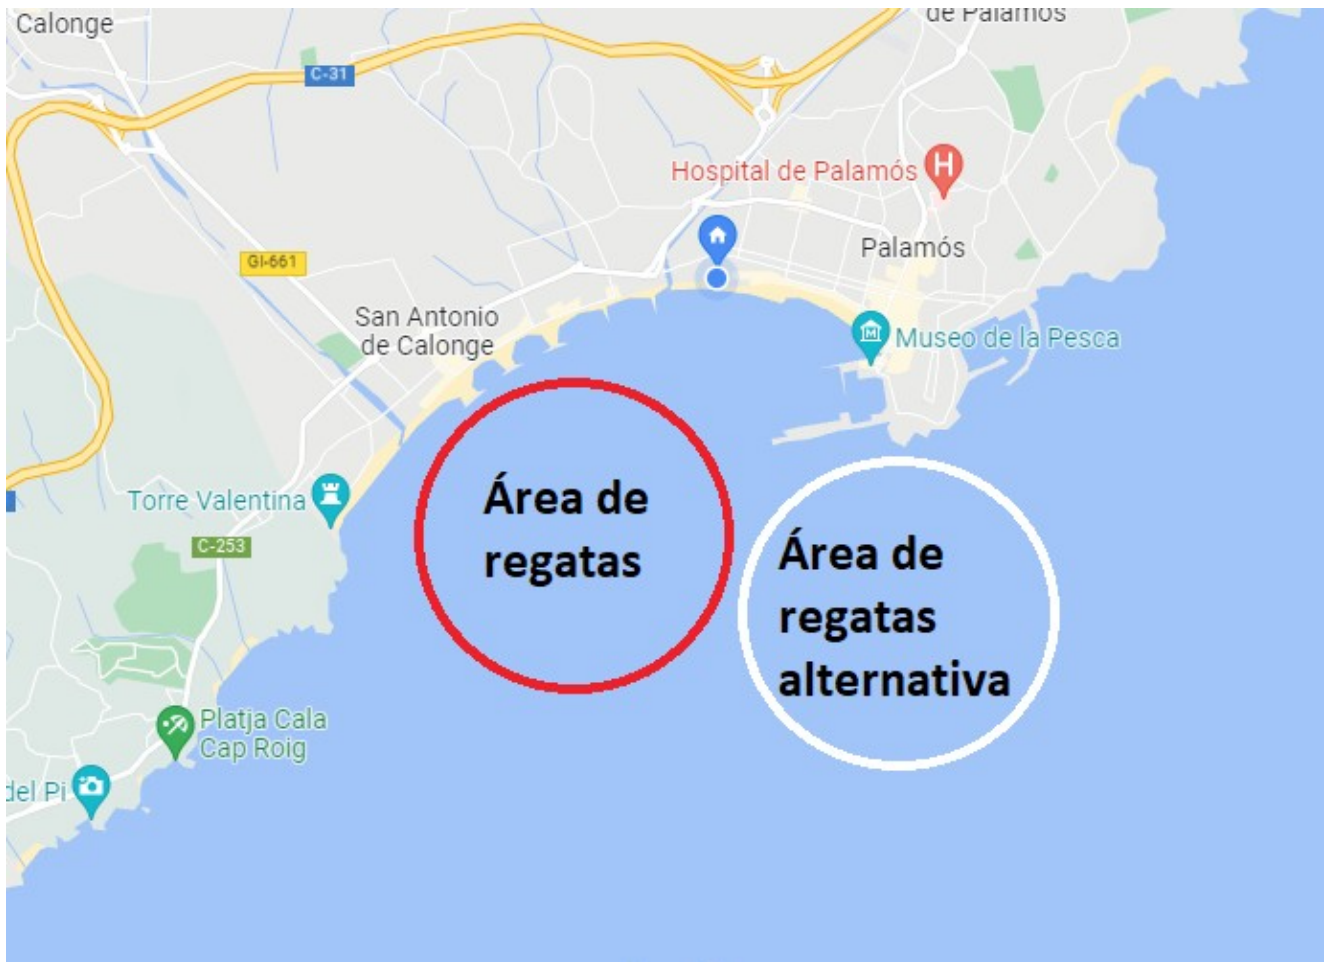 Calonge
de Palamós
C-31
Hospital de Palamós
H
Palamós
GI-661
San Antonio
de Calonge
Museo de la Pesca
M
Área de
regatas
Torre Valentina
C-253
Área de
regatas
alternativa
Platja Cala
Cap Roig
del Pi